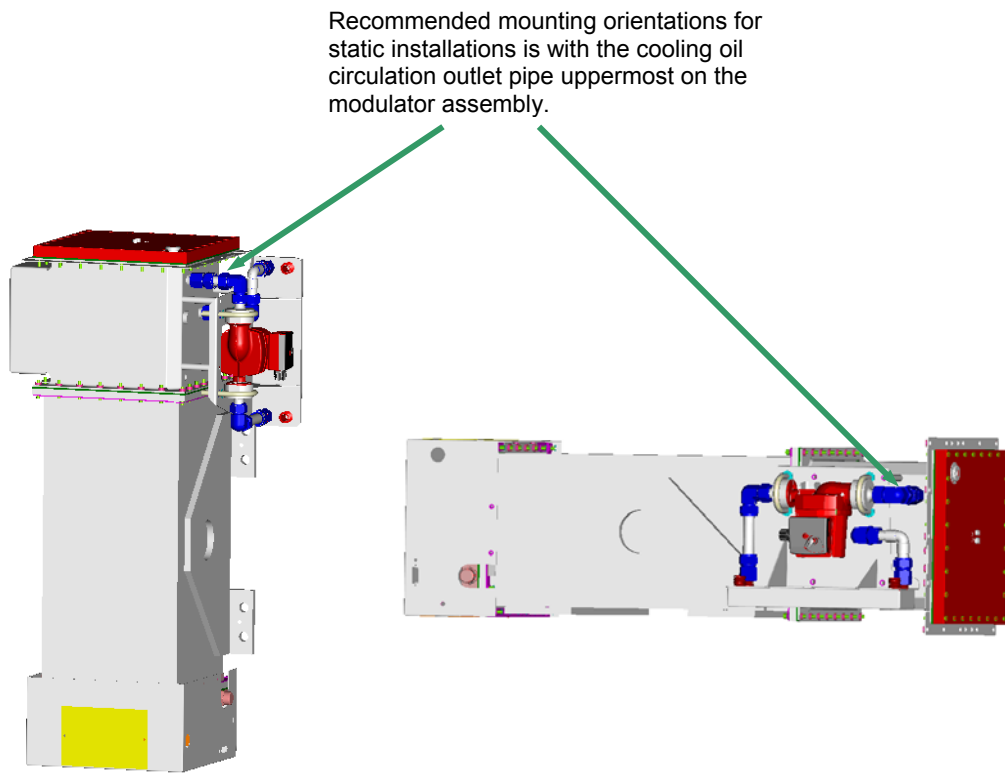 Recommended mounting orientations for
static installations is with the cooling oil
circulation outlet pipe uppermost on the
modulator assembly.